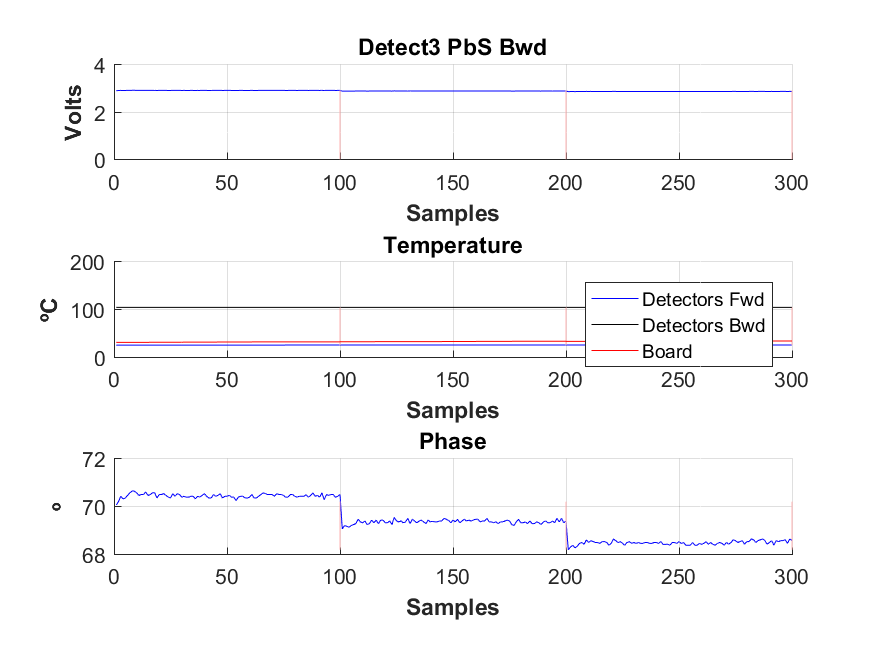 Detect3 PbS Bwd
4
2
0
Volts
0 50 100 150 200 250 300
Samples
Temperature
200
100
0
ºC
Detectors Fwd
Detectors Bwd
Board
0 50 100 150 200 250 300
Samples
Phase
72
70
68
º
0 50 100 150 200 250 300
Samples